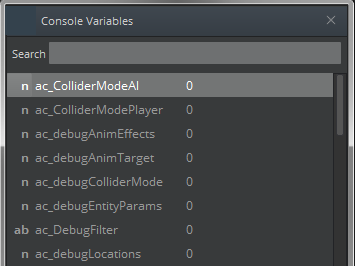 Console Variables
Search
n ac_ColliderModeAI 0
n ac_ColliderModePlayer 0
n ac_debugAnimEffects 0
n ac_debugAnimTarget 0
n ac_debugColliderMode 0
n ac_debugEntityParams 0
ab ac_DebugFilter 0
n ac_debugLocations 0